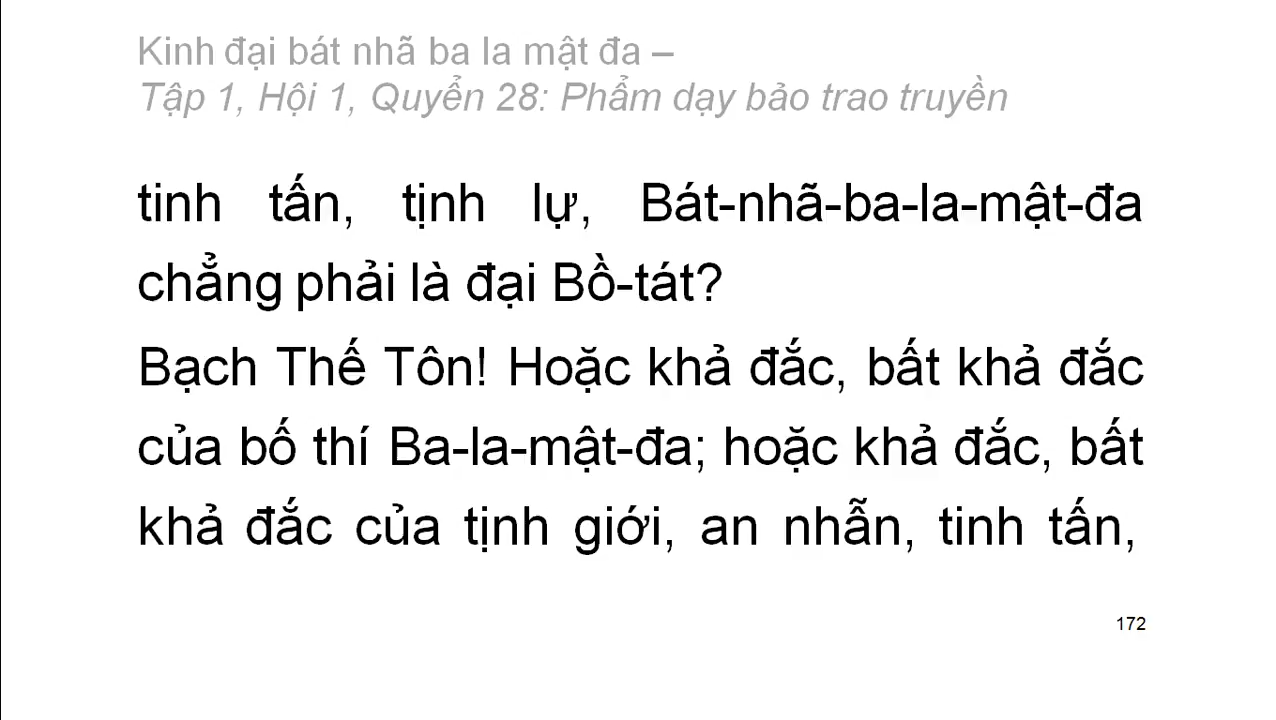 Kinh đại bát nhã ba la mật đa –
Tập 1, Hội 1, Quyển 28: Phẩm dạy bảo trao truyền
tinh tấn, tịnh lự, Bát-nhã-ba-la-mật-đa
chẳng phải là đại Bồ-tát?
Bạch Thế Tôn! Hoặc khả đắc, bất khả đắc
của bố thí Ba-la-mật-đa; hoặc khả đắc, bất
khả đắc của tịnh giới, an nhẫn, tinh tấn,
172